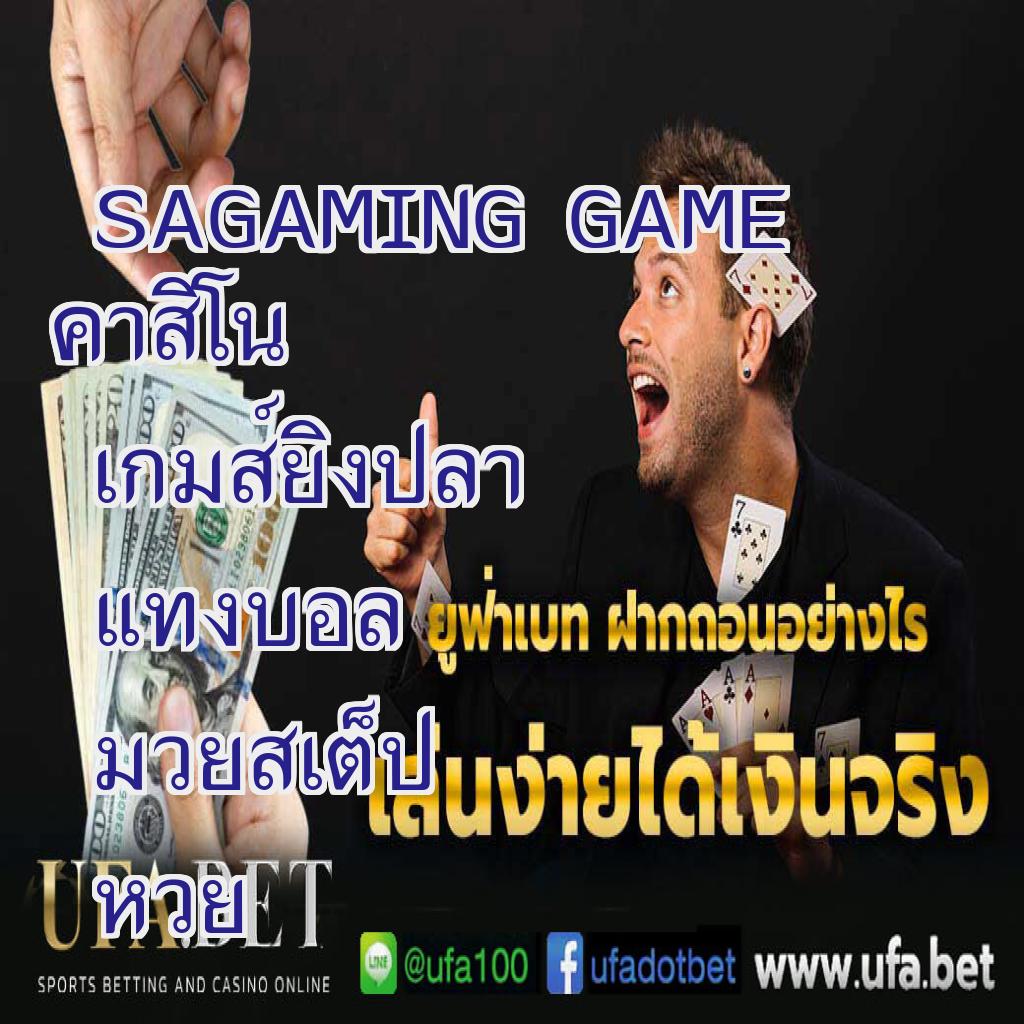 SAGAMING GAME
คาสิโน
เกมส์ยิงปลา
แทงบอล
ยูฟ่าเบท ฝากถอนอย่างไร
มวยสเต็ป
เล่นง่ายได้เงินจริง
หวย
UFA.BET
SPORTS BETTING AND CASINO ONLINE
LINE @ufa100 f ufadotbet www.ufa.bet